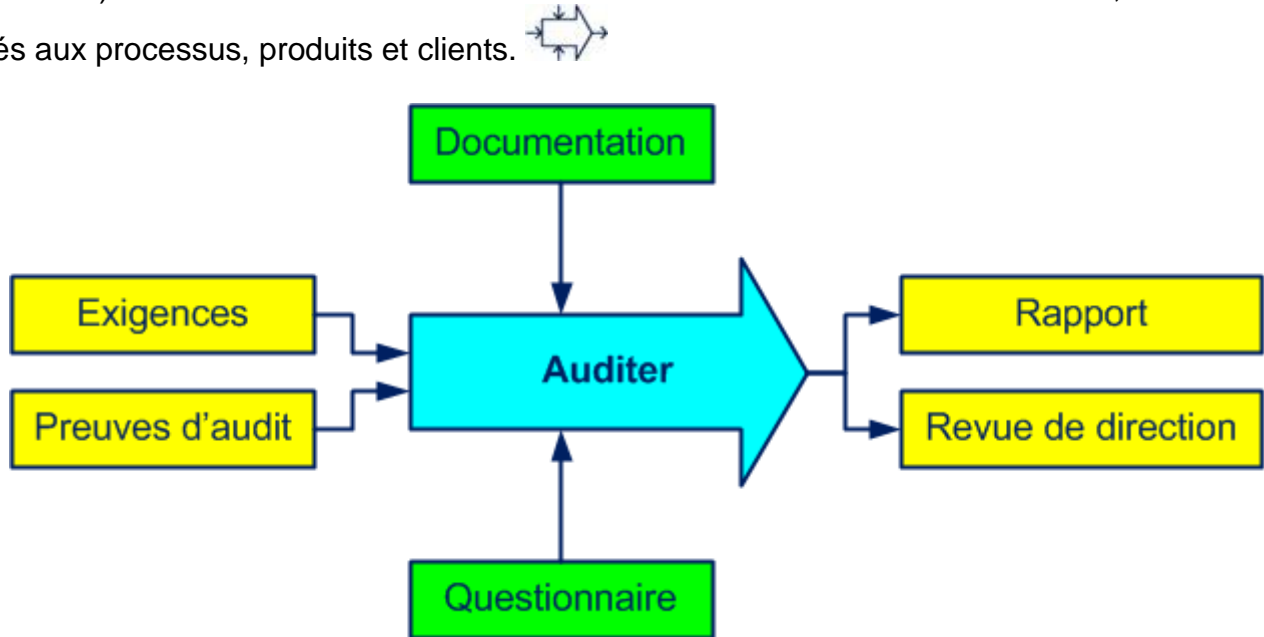 és aux processus, produits et clients.
Documentation
Exigences
Auditer
Rapport
Preuves d'audit
Revue de direction
Questionnaire